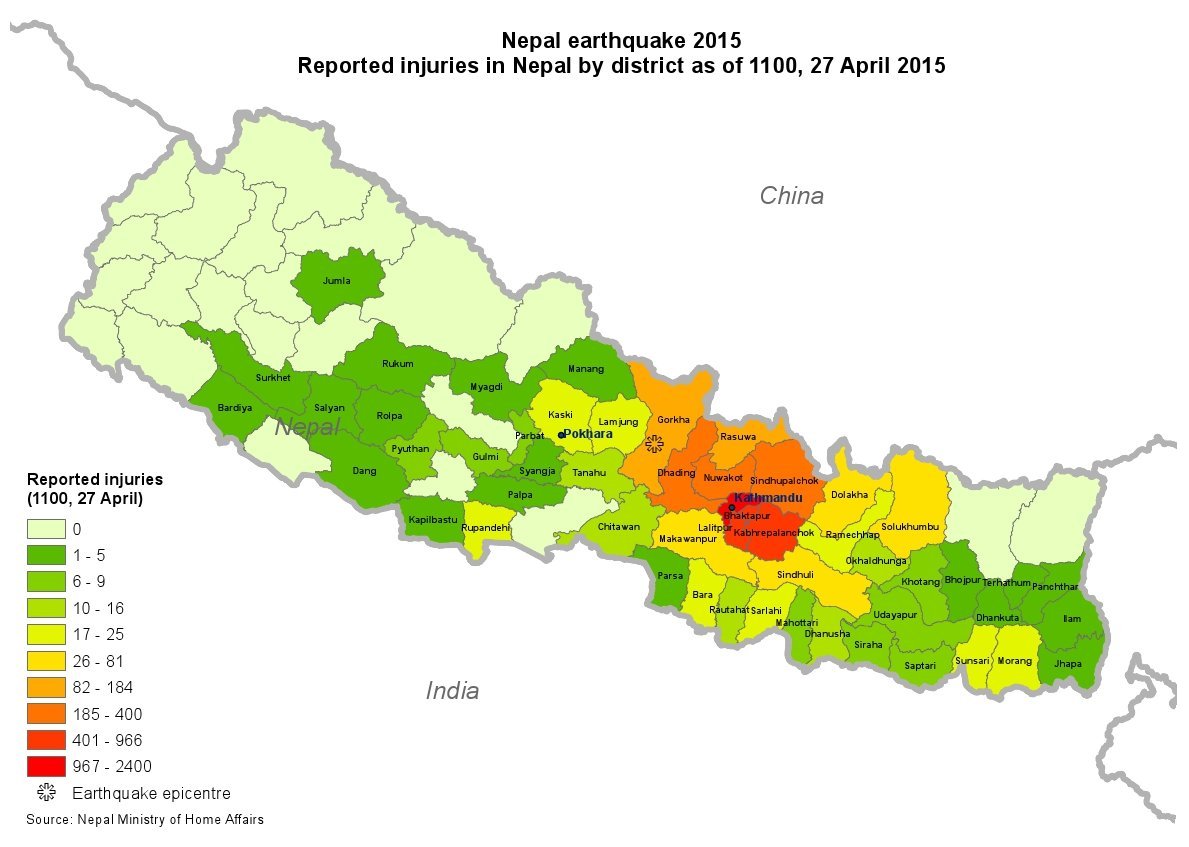 Nepal earthquake 2015
Reported injuries in Nepal by district as of 1100, 27 April 2015
China
Jumla
Rukum
Manang
Surkhet
Myagdi
Bardiya
Salyan
Rolpa
Kaski
Lamjung
Gorkha
Nepal
Parbat
Pokhara
Rasuwa
Pyuthan
Gulmi
Dang
Syangja
Tanahu
Dhading
Nuwakot
Sindhupalchok
Palpa
Kathmandu
Dolakha
Kapilbastu
Rupandehi
Chitawan
Bhaktapur
Lalitpur
Kabhrepalanchok
Makawanpur
Ramechhap
Solukhumbu
Okhaldhunga
Parsa
Sindhuli
Khotang
Bhojpur
Terhathum
Panchthar
Bara
Rautahat
Sarlahi
Mahottari
Udayapur
Dhankuta
Ilam
Dhanusha
Siraha
Saptari
Sunsari
Morang
Jhapa
India
Reported injuries
(1100, 27 April)
0
1 - 5
6 - 9
10 - 16
17 - 25
26 - 81
82 - 184
185 - 400
401 - 966
967 - 2400
Earthquake epicentre
Source: Nepal Ministry of Home Affairs